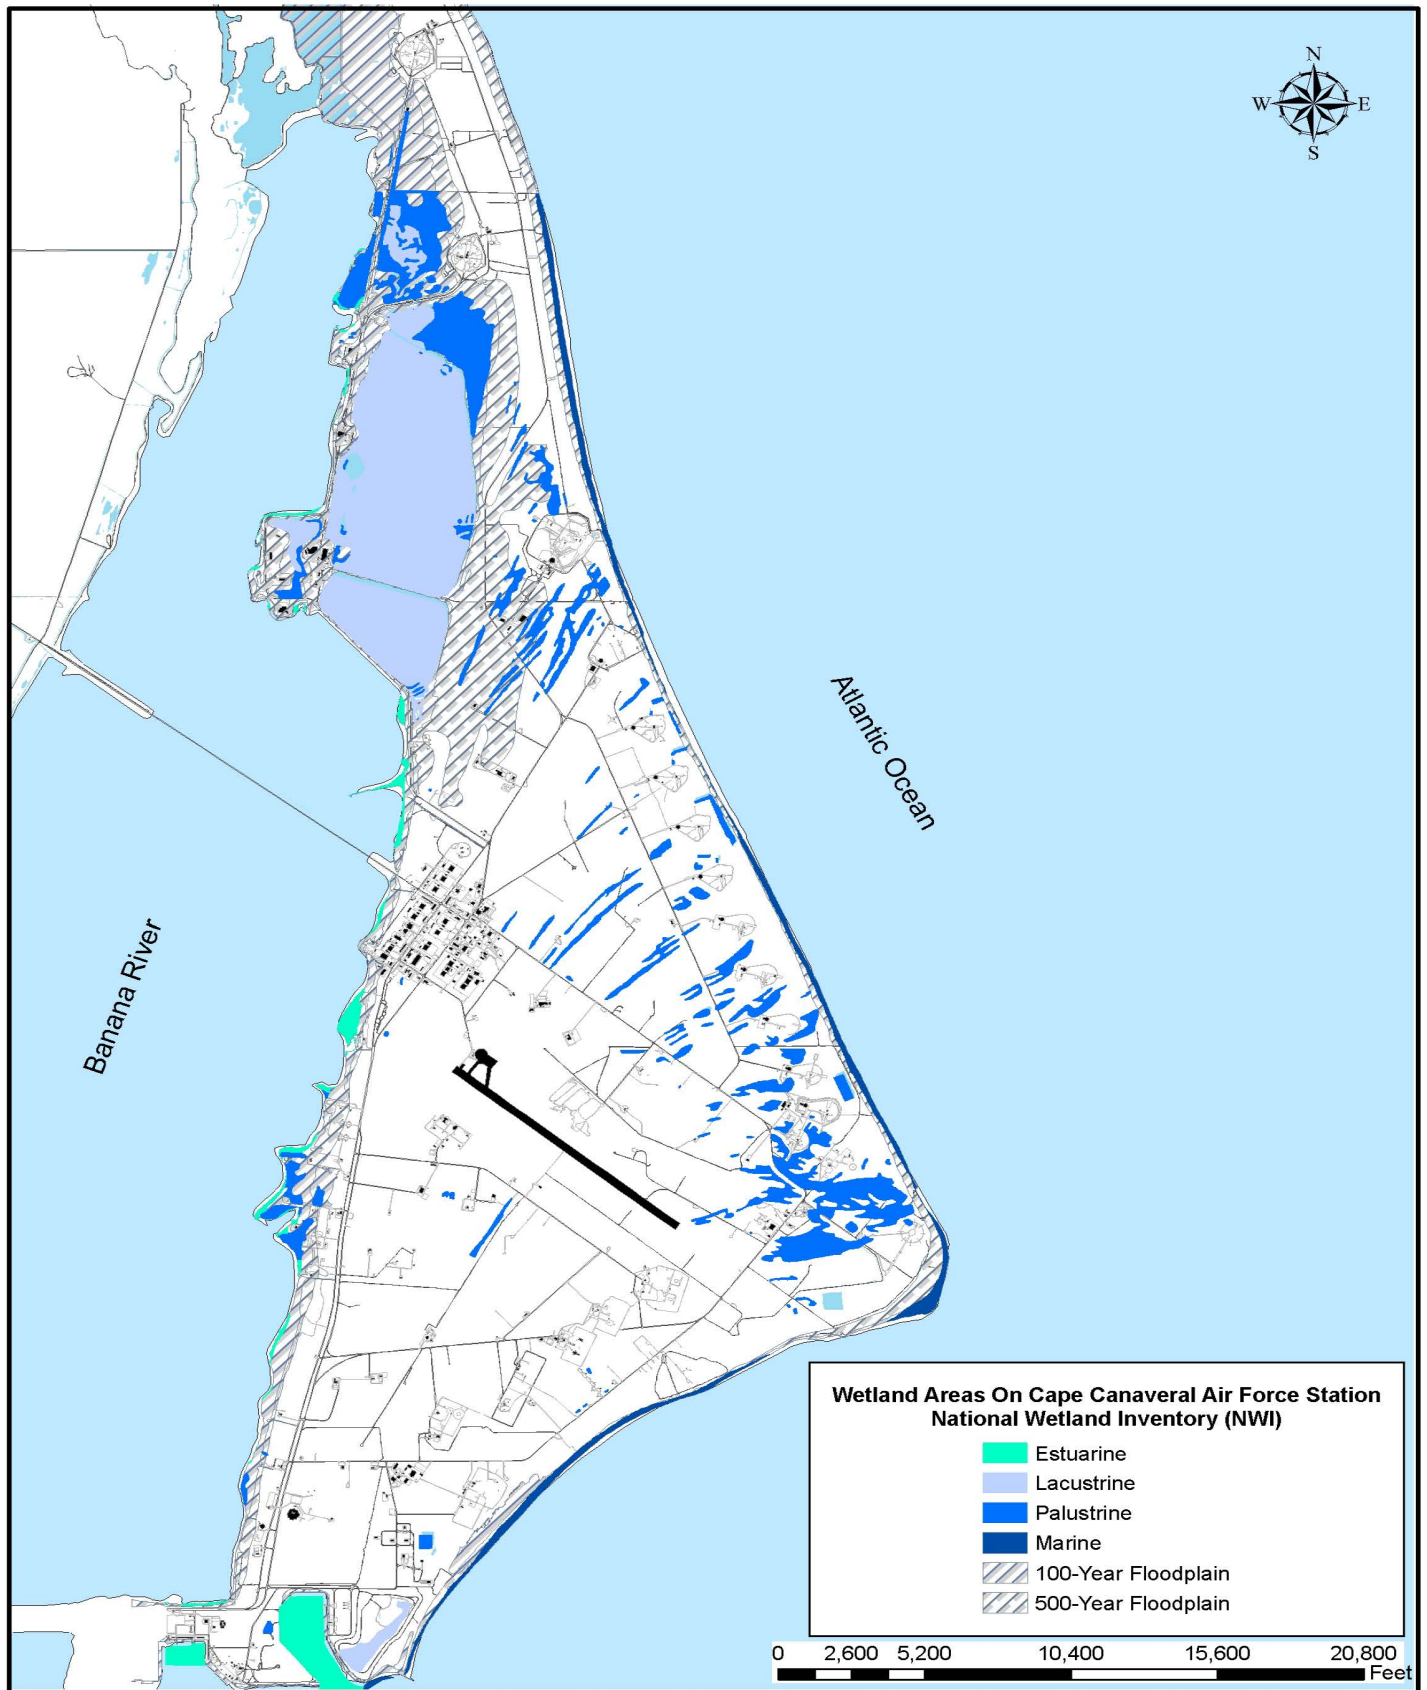 N
W E
S
Atlantic Ocean
Banana River
Wetland Areas On Cape Canaveral Air Force Station
National Wetland Inventory (NWI)
Estuarine
Lacustrine
Palustrine
Marine
100-Year Floodplain
500-Year Floodplain
0 2,600 5,200 10,400 15,600 20,800
Feet